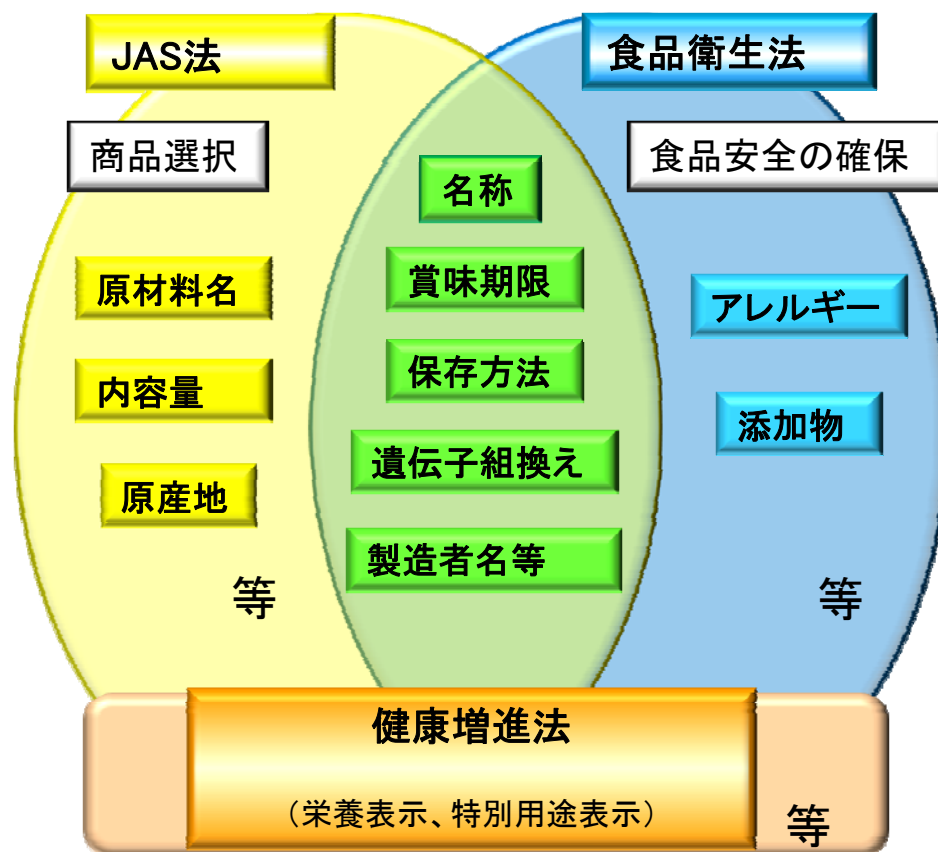 JAS法
食品衛生法
商品選択
食品安全の確保
名称
賞味期限
保存方法
遺伝子組換え
製造者名等
原材料名
内容量
原産地
等
アレルギー
添加物
等
健康増進法
（栄養表示、特別用途表示）
等